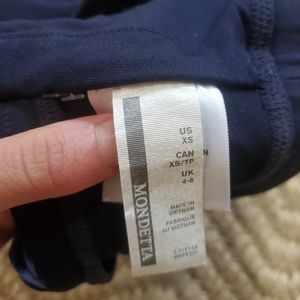 US
XS
CAN
XS/TP
UK
4-6
MADE IN
VIETNAM
FABRIQUÉ
AU VIETNAM
MONDETTA
N